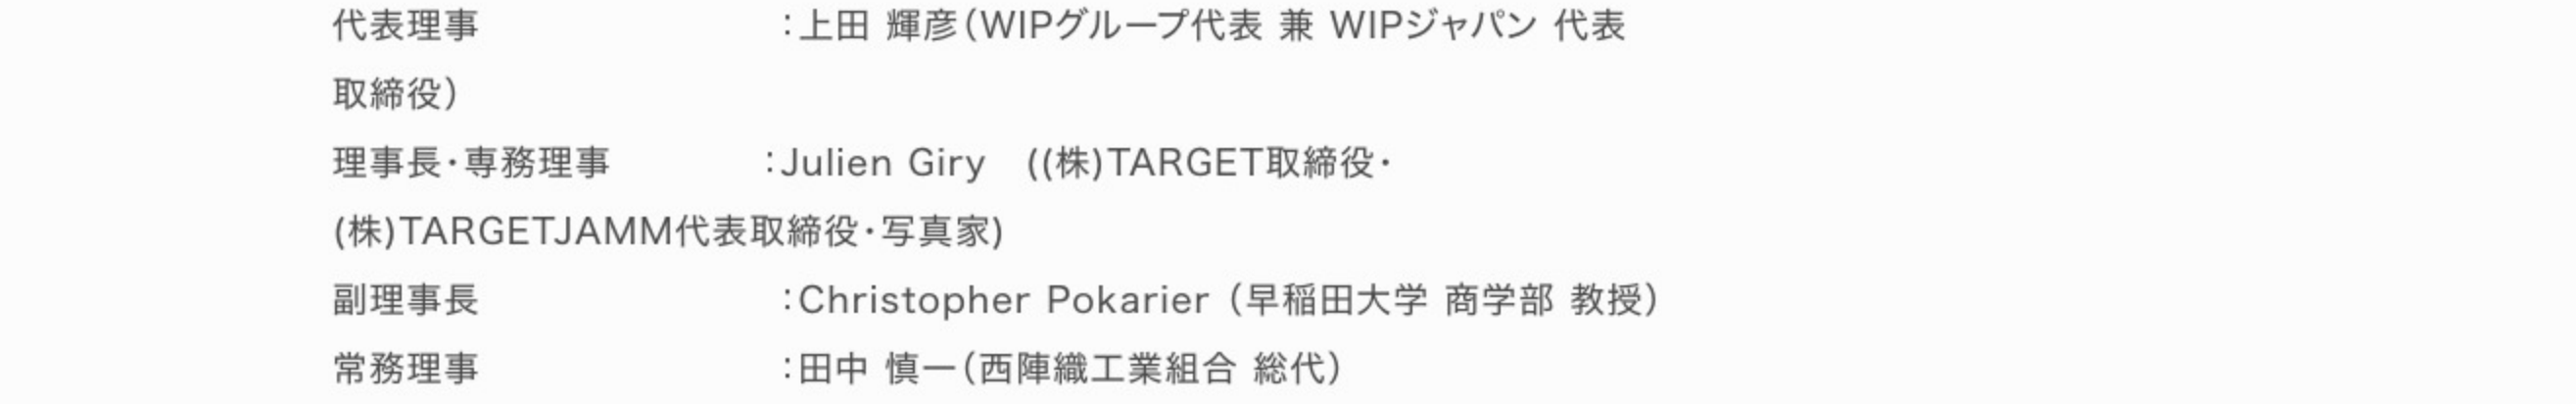 代表理事　　　　　　　　：上田 輝彦（WIPグループ代表 兼 WIPジャパン 代表
取締役）
理事長・専務理事　　　　：Julien Giry　((株)TARGET取締役・
(株)TARGETJAMM代表取締役・写真家)
副理事長　　　　　　　　：Christopher Pokarier （早稲田大学 商学部 教授）
常務理事　　　　　　　　：田中 慎一（西陣織工業組合 総代）